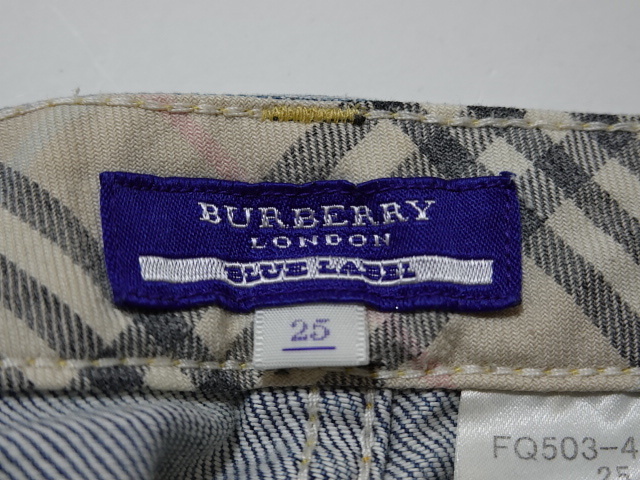 BURBERRY
LONDON
BLUE LABEL
25
FQ503-4
25